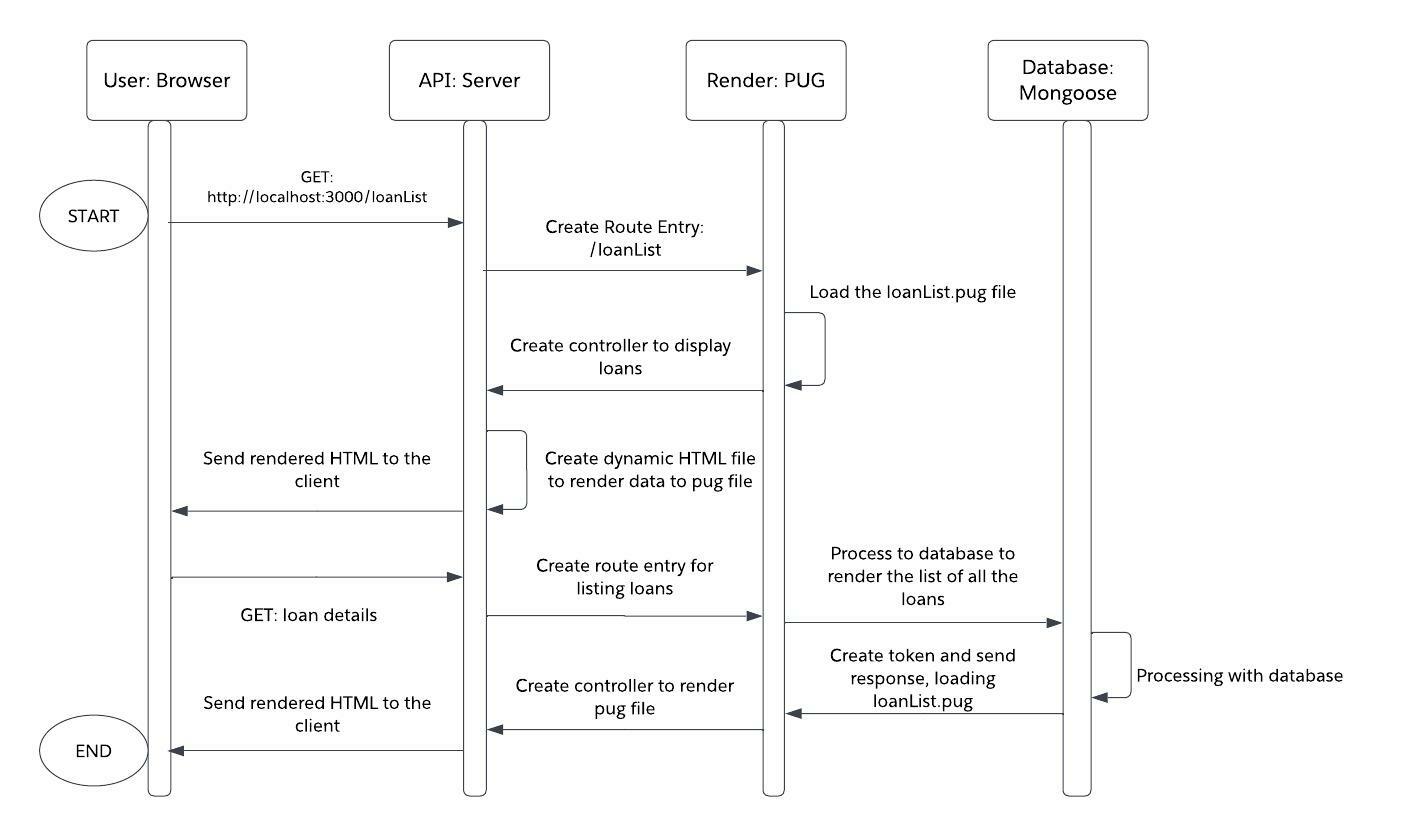 User: Browser
API: Server
Render: PUG
Database:
Mongoose
START
GET:
http://localhost:3000/loanList
Create Route Entry:
/loanList
Load the loanList.pug file
Create controller to display
loans
Send rendered HTML to the
client
Create dynamic HTML file
to render data to pug file
Process to database to
render the list of all the
loans
Create route entry for
listing loans
GET: loan details
Create token and send
response, loading
loanList.pug
Processing with database
Create controller to render
pug file
Send rendered HTML to the
client
END